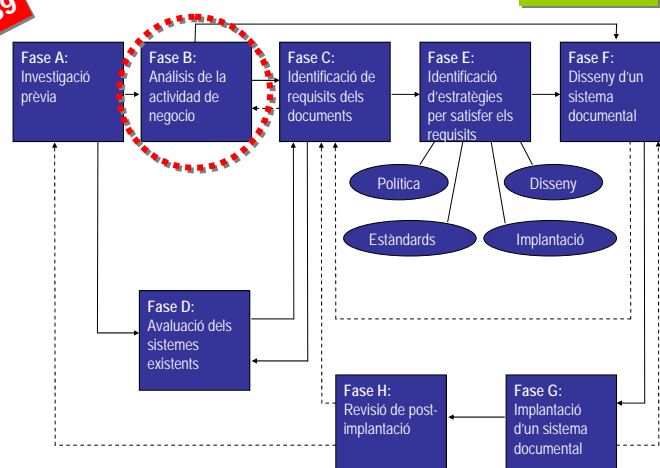 Fase A:
Investigació
prèvia
Fase B:
Análisis de la
actividad de
negocio
Fase C:
Identificació de
requisits dels
documents
Fase E:
Identificació
d'estratègies
per satisfer els
requisits
Fase F:
Disseny d'un
sistema
documental
Política
Disseny
Estàndards
Implantació
Fase D:
Avaluació dels
sistemes
existents
Fase H:
Revisió de post-
implantació
Fase G:
Implantació
d'un sistema
documental